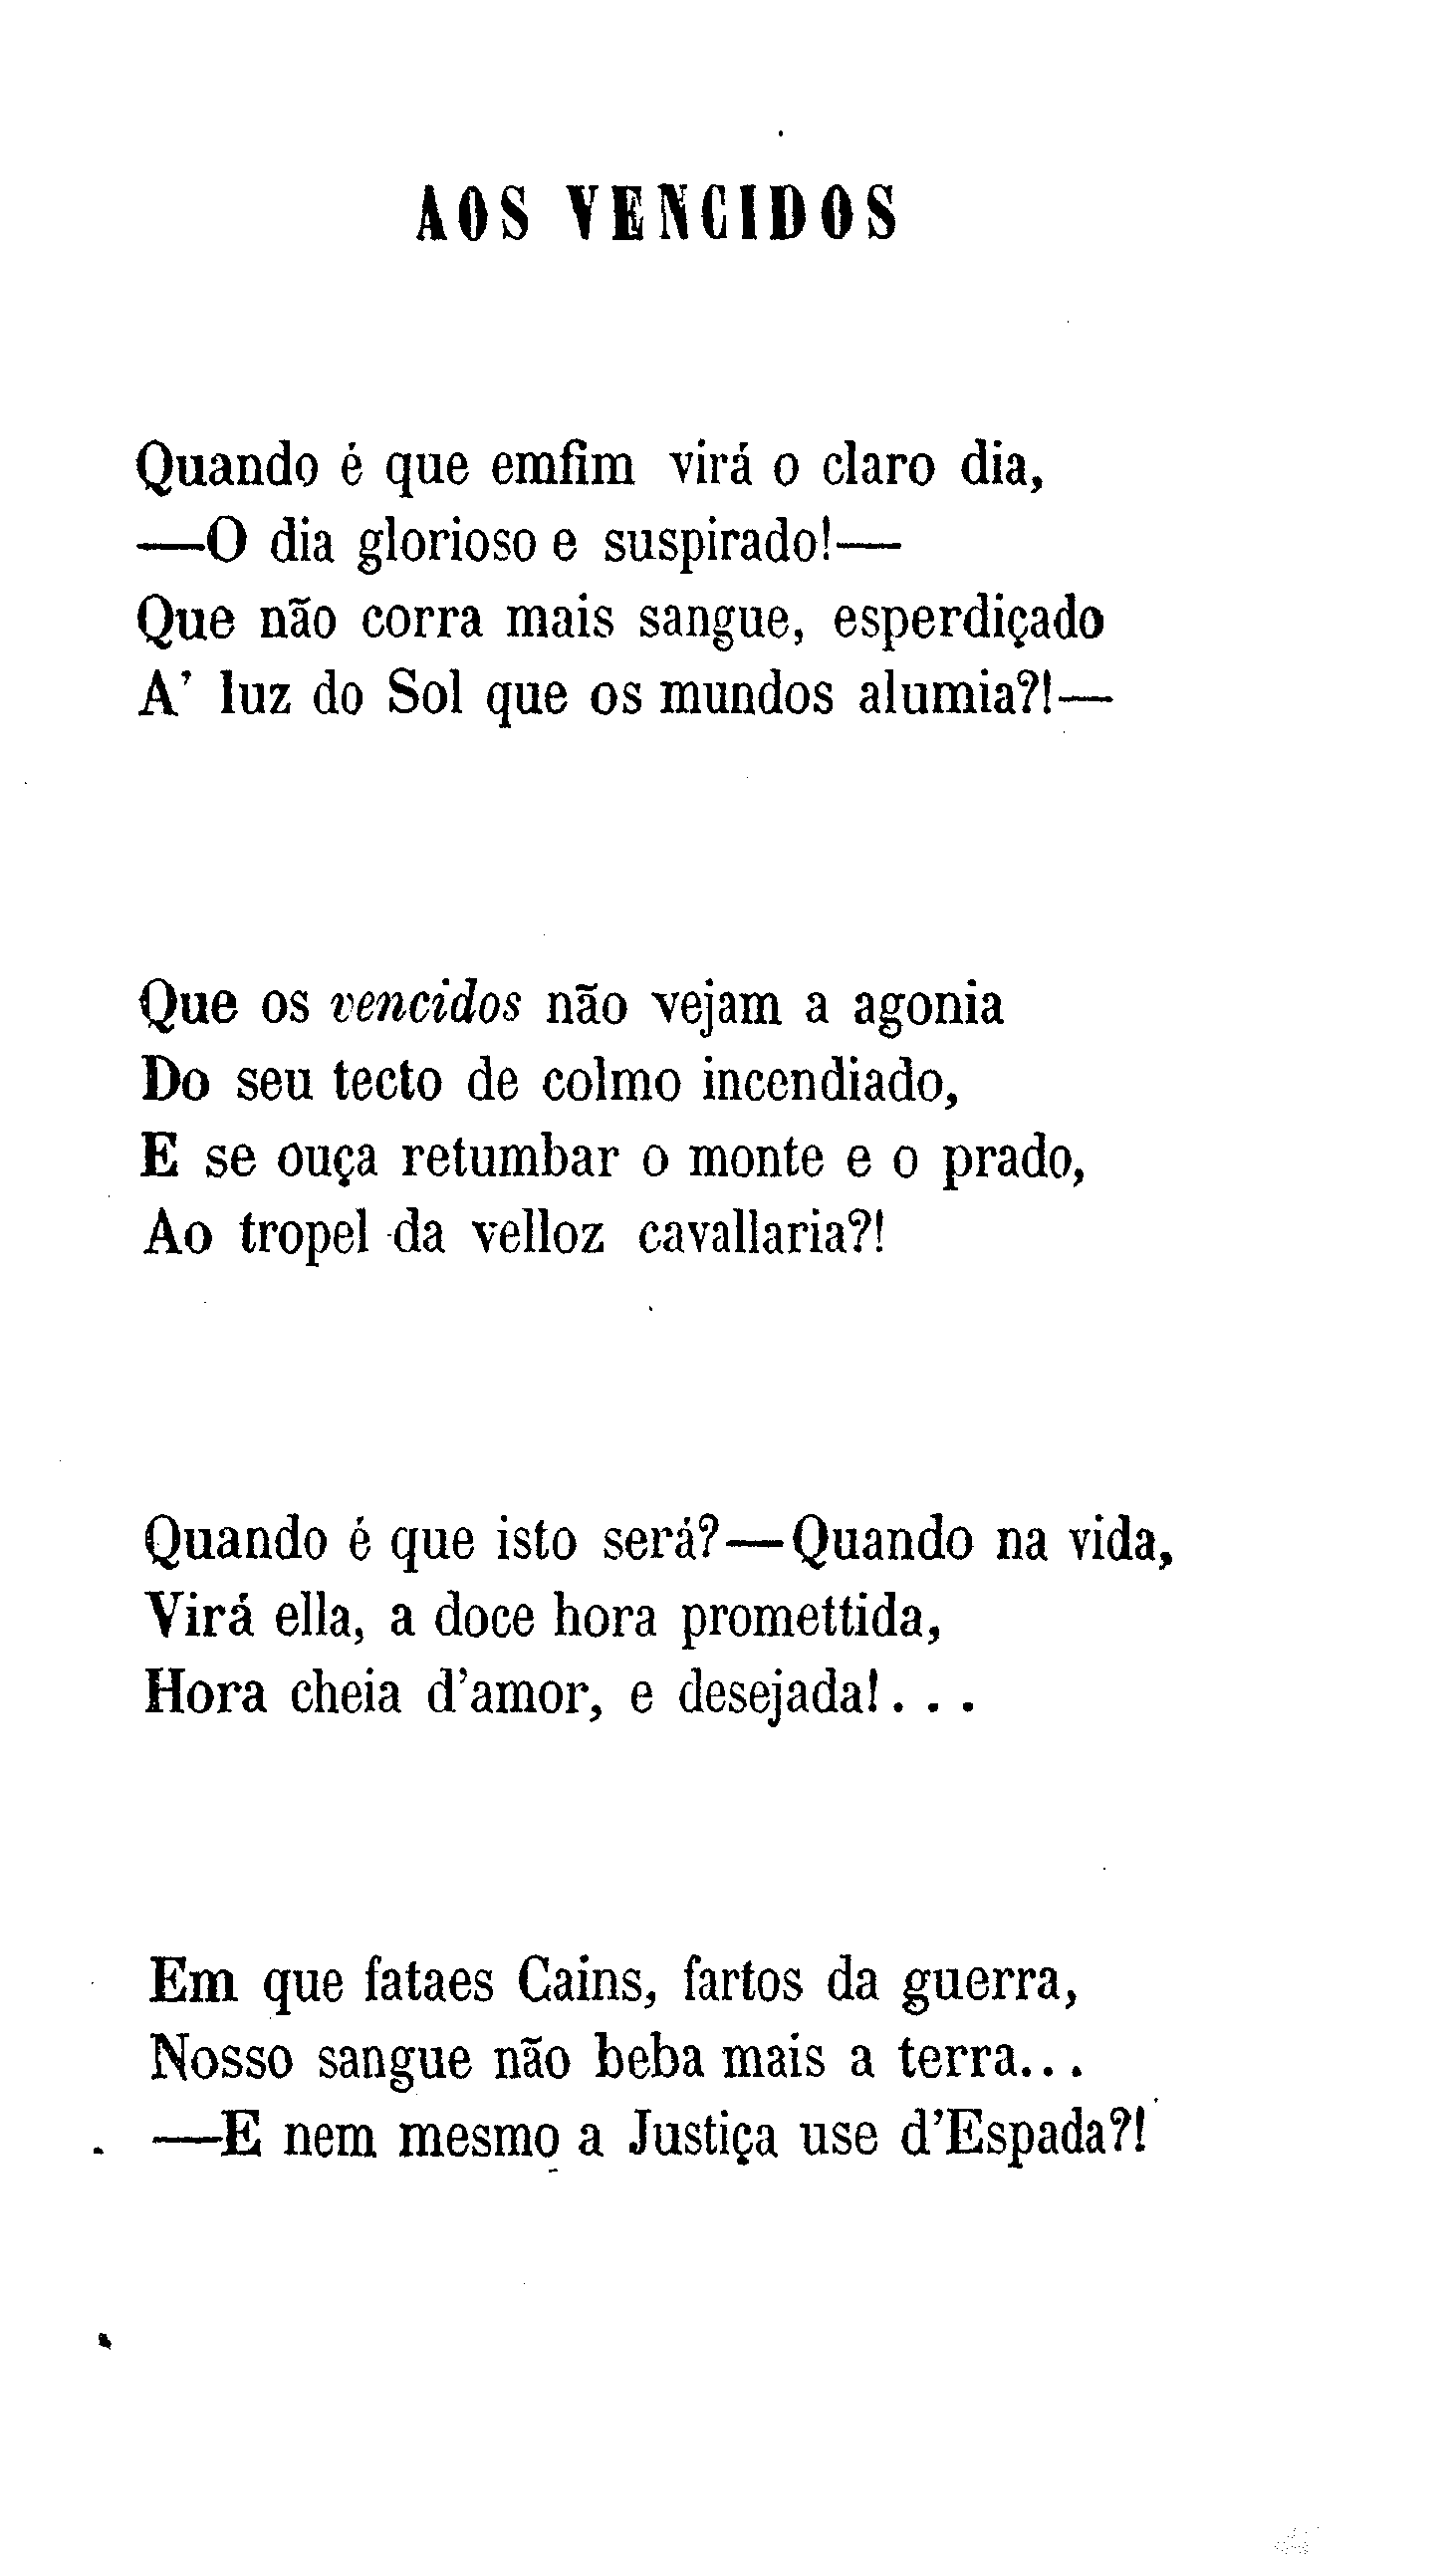 AOS VENCIDOS
Quando é que emfim virá o claro dia,
—O dia glorioso e suspirado!—
Que não corra mais sangue, esperdiçado
A' luz do Sol que os mundos alumia?!—
Que os vencidos não vejam a agonia
Do seu tecto de colmo incendiado,
E se ouça retumbar o monte e o prado,
Ao tropel da velloz cavallaria?!
Quando é que isto será?—Quando na vida,
Virá ella, a doce hora promettida,
Hora cheia d'amor, e desejada!...
Em que fataes Cains, fartos da guerra,
Nosso sangue não beba mais a terra...
—E nem mesmo a Justiça use d'Espada?!